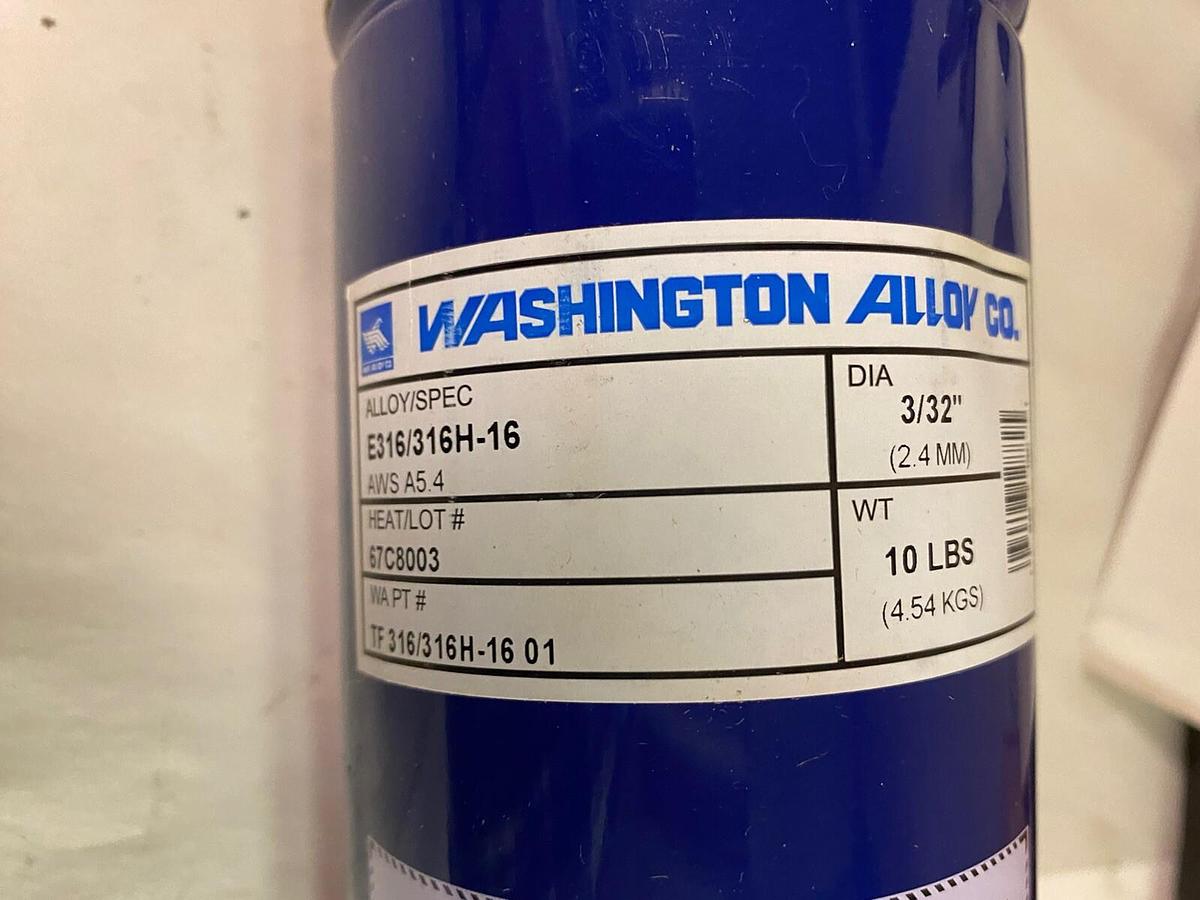 WASHINGTON ALLOY CO.
ALLOY/SPEC
E316/316H-16
AWS A5.4
HEAT/LOT #
67C8003
WA PT #
TF 316/316H-16 01
DIA
3/32"
(2.4 MM)
WT
10 LBS
(4.54 KGS)